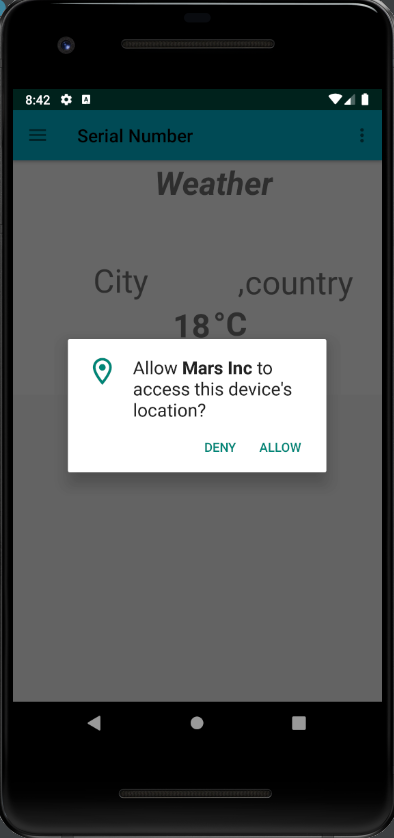 8:42 A
Serial Number
Weather
City ,country
18°C
Allow Mars Inc to
access this device's
location?
DENY ALLOW